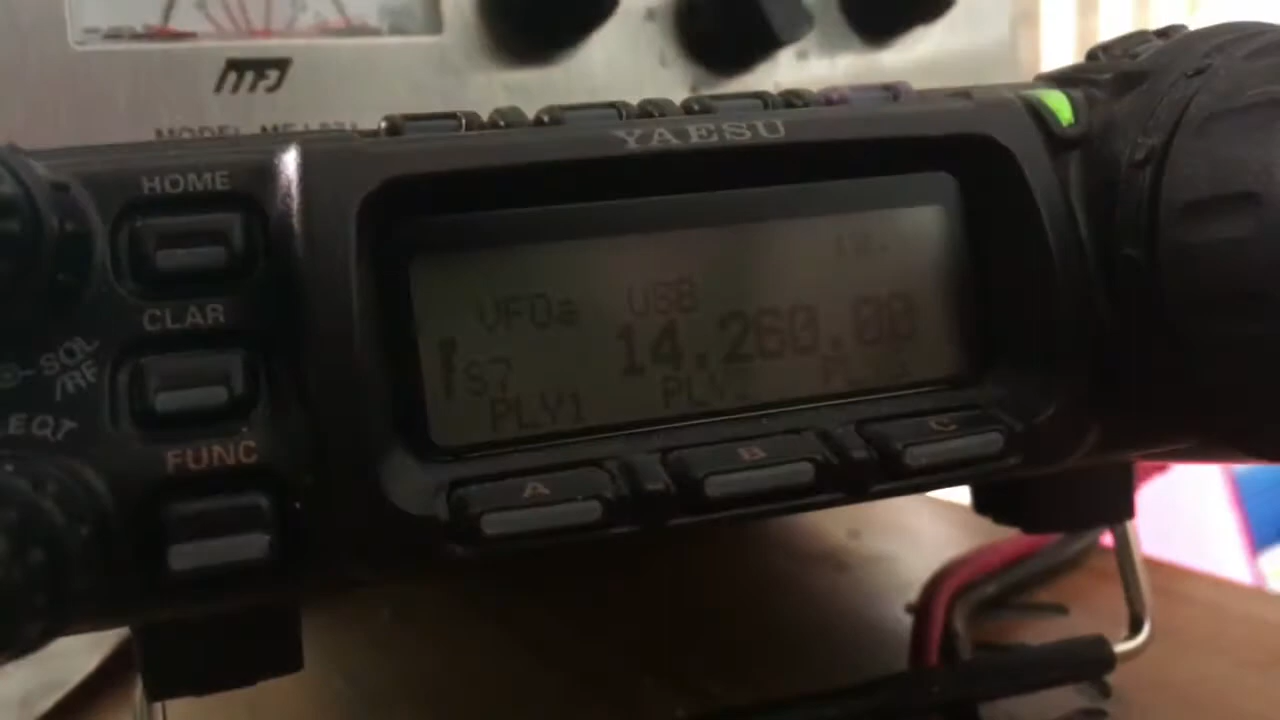 MFJ
YAESU
HOME
CLAR
SQL
/RF
EQT
FUNC
VFOa USB
14.260.00
S7
PLY1 PLY2
A B C